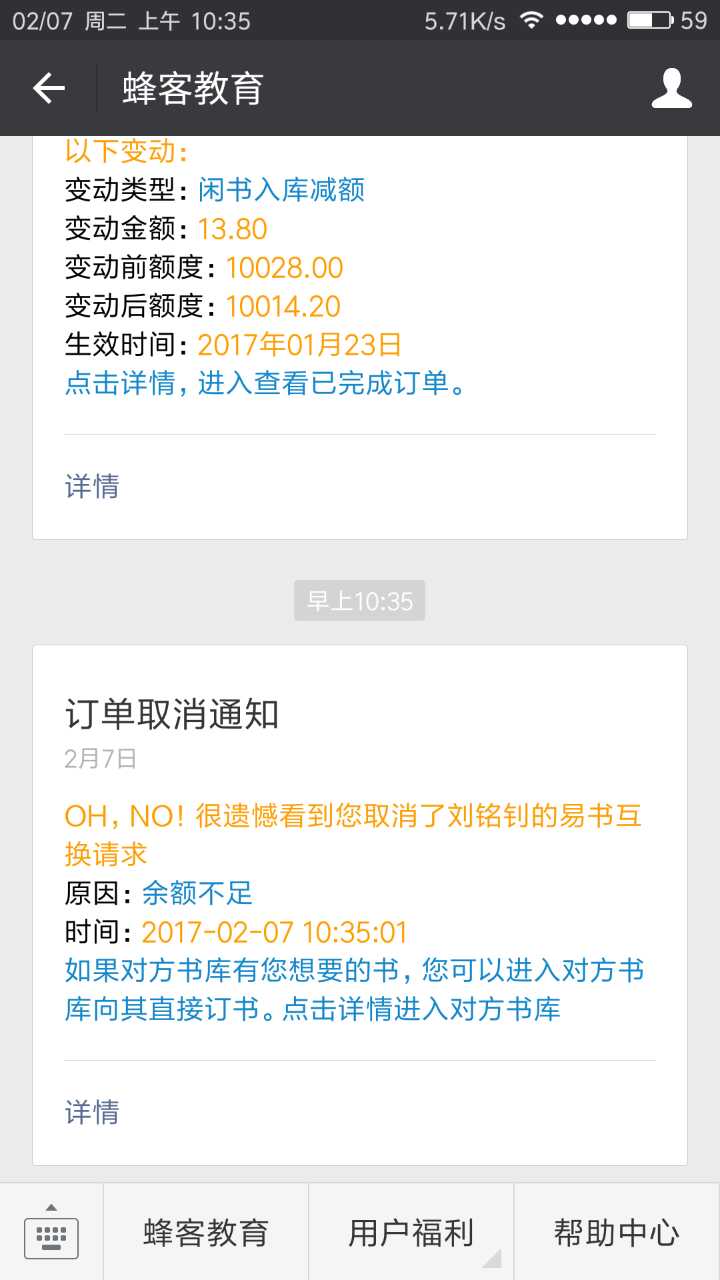 02/07 周二 上午 10:35 5.71K/s 59
蜂客教育
以下变动：
变动类型：闲书入库减额
变动金额：13.80
变动前额度：10028.00
变动后额度：10014.20
生效时间：2017年01月23日
点击详情，进入查看已完成订单。
详情
早上10:35
订单取消通知
2月7日
OH，NO！很遗憾看到您取消了刘铭钊的易书互
换请求
原因：余额不足
时间：2017-02-07 10:35:01
如果对方书库有您想要的书，您可以进入对方书
库向其直接订书。点击详情进入对方书库
详情
蜂客教育 用户福利 帮助中心